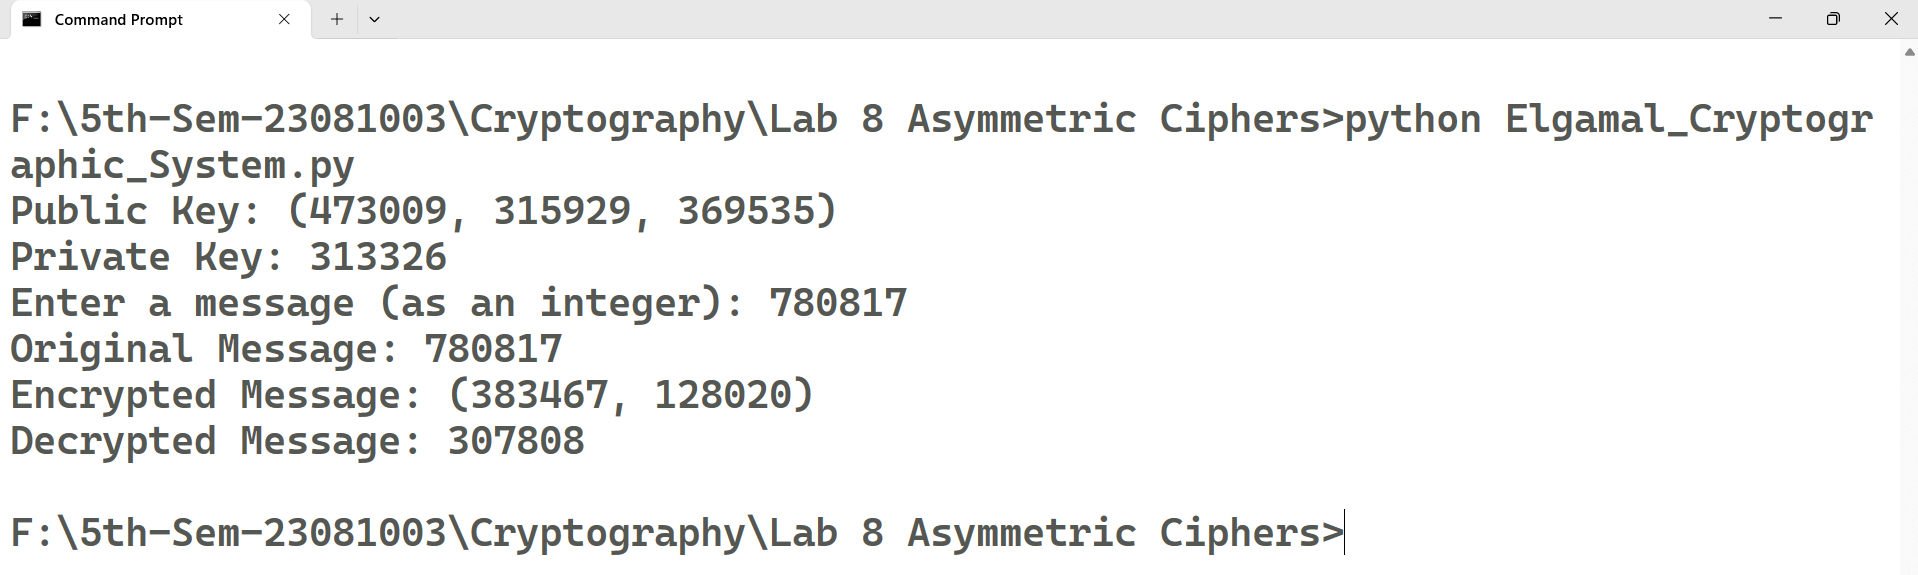 Command Prompt
F:\5th-Sem-23081003\Cryptography\Lab 8 Asymmetric Ciphers>python Elgamal_Cryptogr
aphic_System.py
Public Key: (473009, 315929, 369535)
Private Key: 313326
Enter a message (as an integer): 780817
Original Message: 780817
Encrypted Message: (383467, 128020)
Decrypted Message: 307808
F:\5th-Sem-23081003\Cryptography\Lab 8 Asymmetric Ciphers>